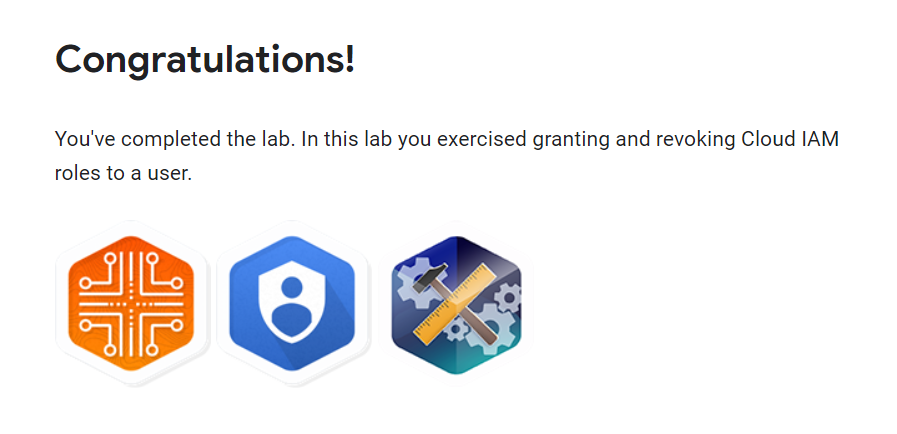 Congratulations!
You've completed the lab. In this lab you exercised granting and revoking Cloud IAM
roles to a user.